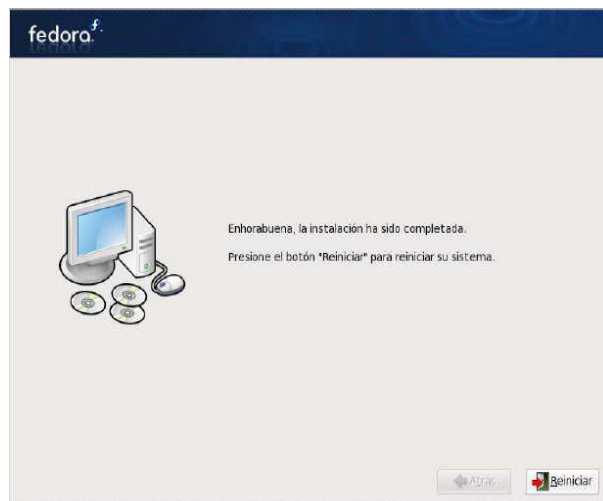 fedora
Enhorabuena, la instalación ha sido completada.
Presione el botón "Reiniciar" para reiniciar su sistema.
Atrás
Reiniciar